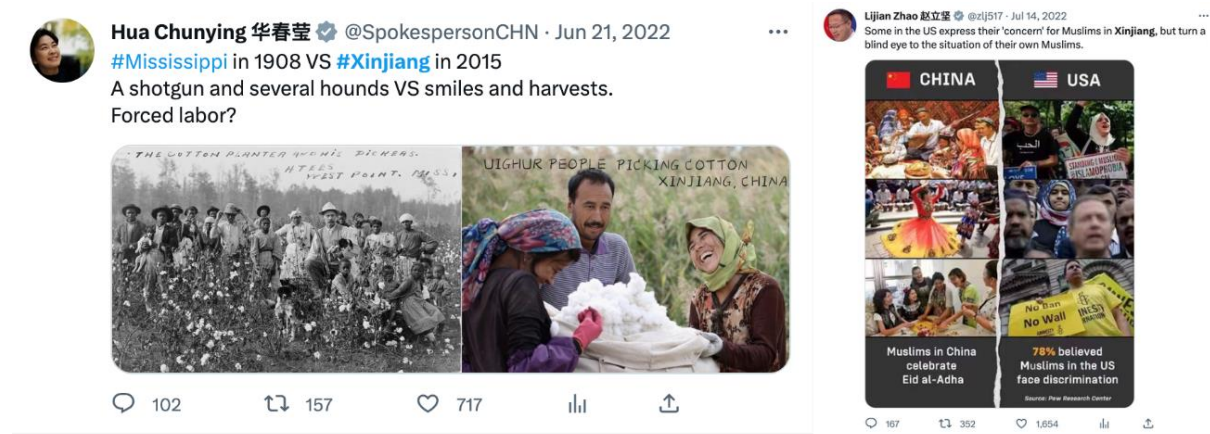 Hua Chunying 华春莹 @SpokespersonCHN · Jun 21, 2022
#Mississippi in 1908 VS #Xinjiang in 2015
A shotgun and several hounds VS smiles and harvests.
Forced labor?
THE COTTON PLANTER AND HIS PICKERS.
WEST POINT. MISS.
UIGHUR PEOPLE PICKING COTTON
XINJIANG, CHINA
102 157 717
Lijian Zhao 赵立坚 @zlj517 · Jul 14, 2022
Some in the US express their 'concern' for Muslims in Xinjiang, but turn a
blind eye to the situation of their own Muslims.
CHINA USA
الحب
ISLAMOPHOBIA
No Ban
No Wall
AMNESTY
Muslims in China
celebrate
Eid al-Adha
78% believed
Muslims in the US
face discrimination
Source: Pew Research Center
167 352 1,654